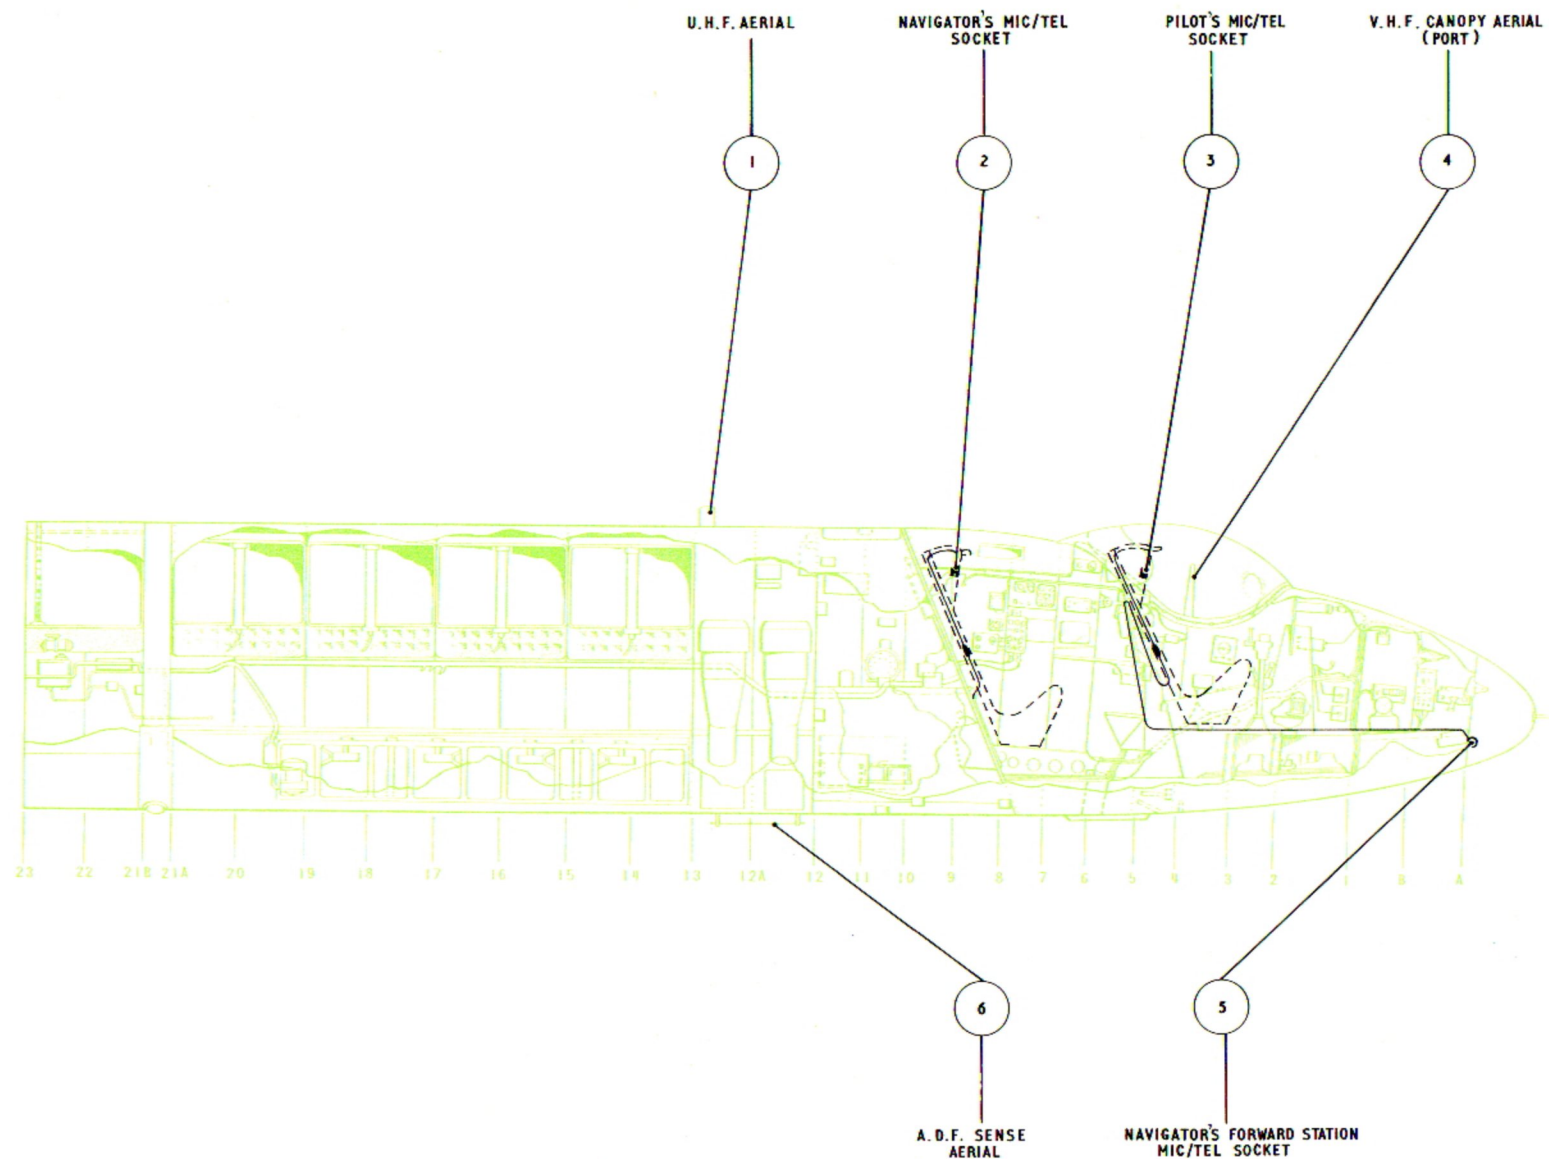 U.H.F. AERIAL
NAVIGATOR'S MIC/TEL
SOCKET
PILOT'S MIC/TEL
SOCKET
V.H.F. CANOPY AERIAL
(PORT)
1
2
3
4
23 22 21B 21A 20 19 18 17 16 15 14 13 12A 12 11 10 9 8 7 6 5 4 3 2 1 B A
6
5
A.D.F. SENSE
AERIAL
NAVIGATOR'S FORWARD STATION
MIC/TEL SOCKET